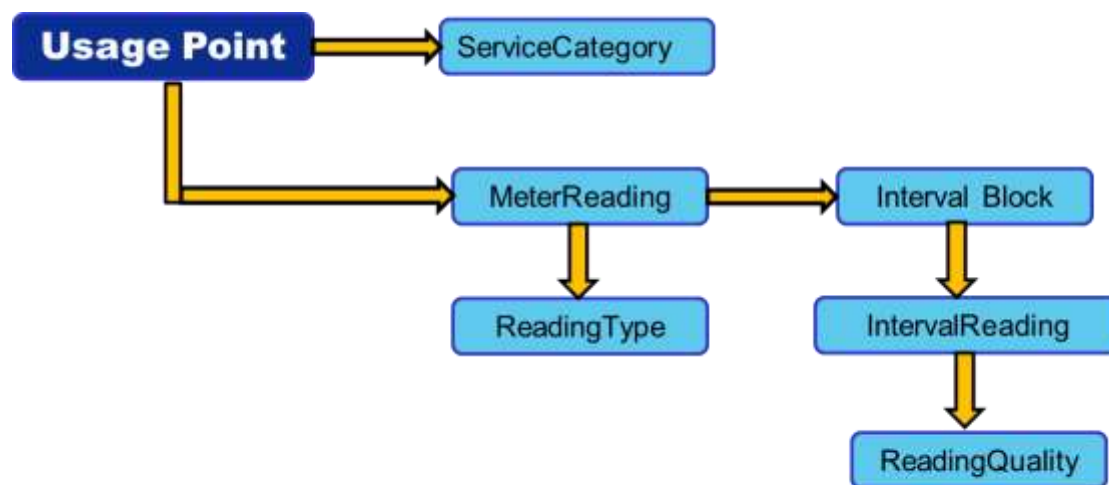 Usage Point
ServiceCategory
MeterReading
Interval Block
ReadingType
IntervalReading
ReadingQuality